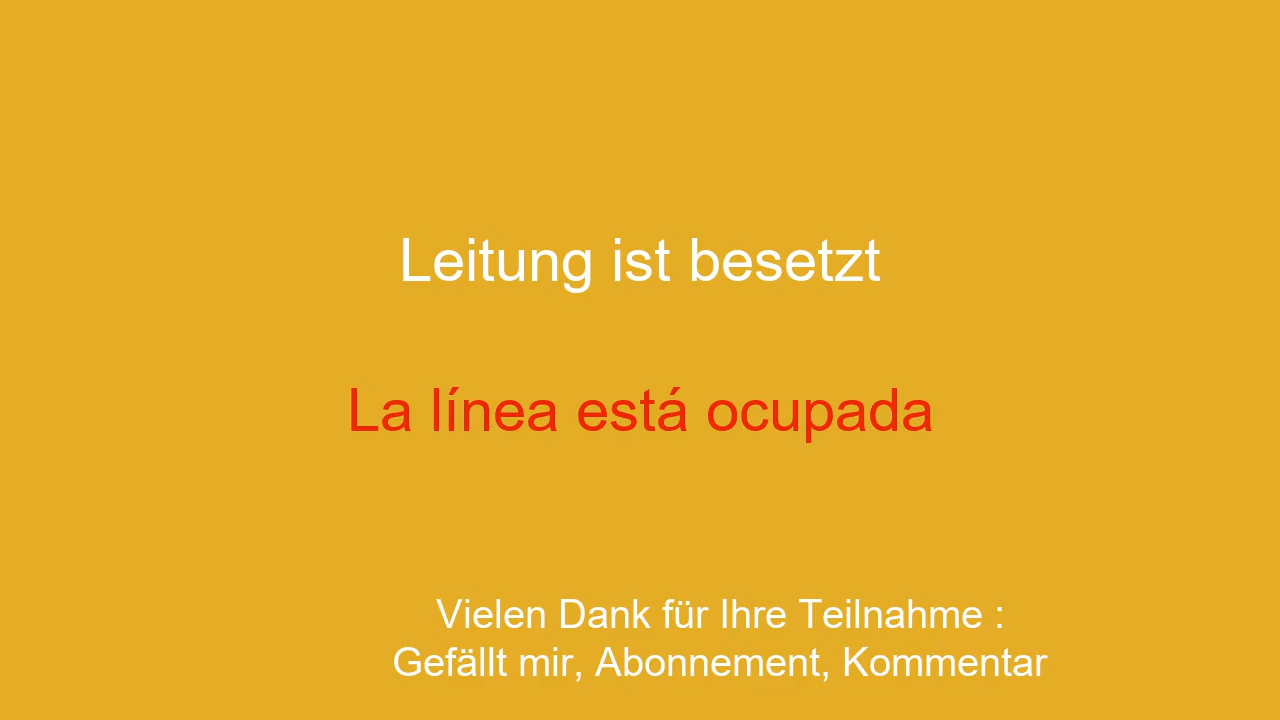 Leitung ist besetzt
La línea está ocupada
Vielen Dank für Ihre Teilnahme :
Gefällt mir, Abonnement, Kommentar